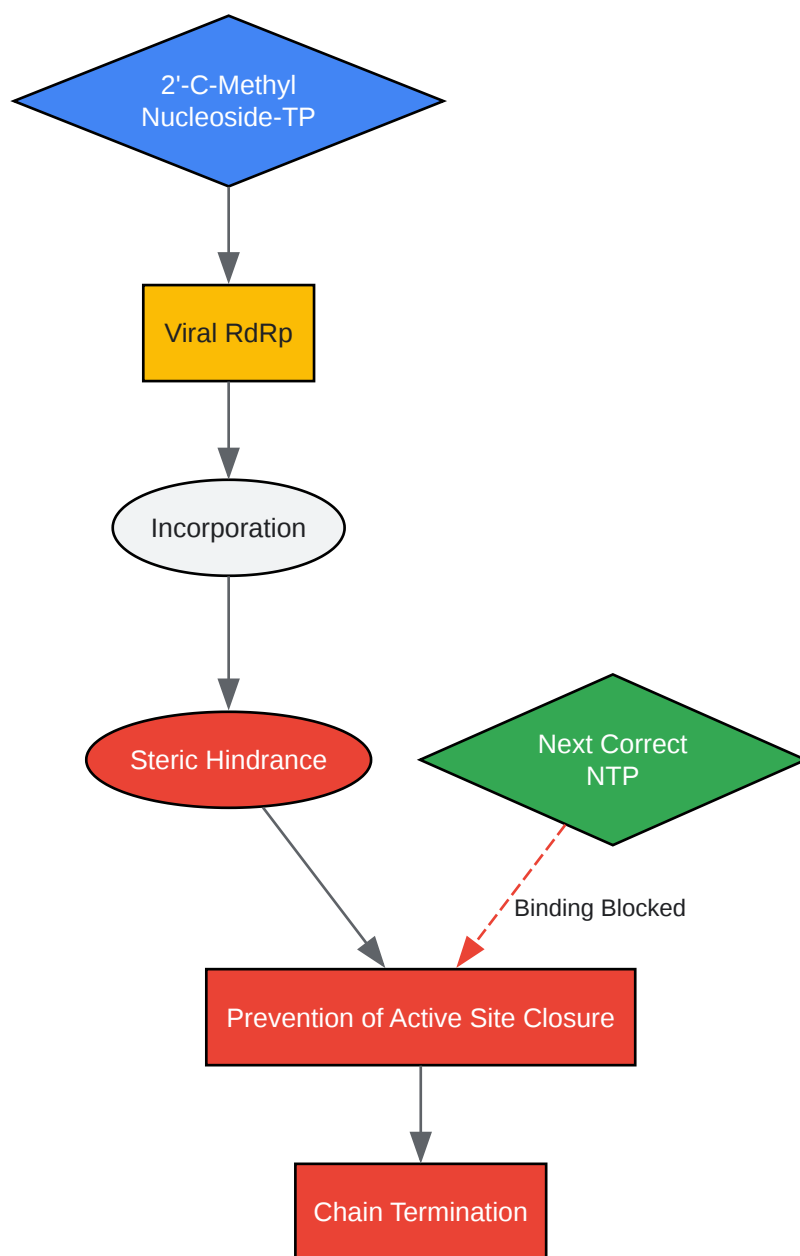 2'-C-Methyl
Nucleoside-TP
Viral RdRp
Incorporation
Steric Hindrance
Next Correct
NTP
Binding Blocked
Prevention of Active Site Closure
Chain Termination